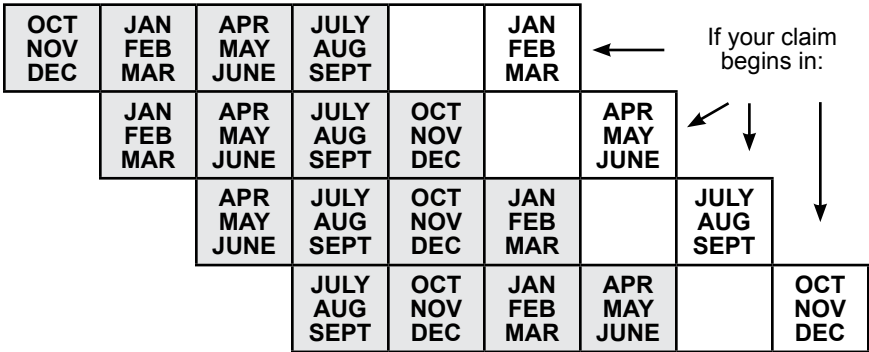 OCT JAN APR JULY JAN
NOV FEB MAY AUG FEB
DEC MAR JUNE SEPT MAR
If your claim
begins in:
JAN APR JULY OCT APR
FEB MAY AUG NOV MAY
MAR JUNE SEPT DEC JUNE
APR JULY OCT JAN JULY
MAY AUG NOV FEB AUG
JUNE SEPT DEC MAR SEPT
JULY OCT JAN APR OCT
AUG NOV FEB MAY NOV
SEPT DEC MAR JUNE DEC